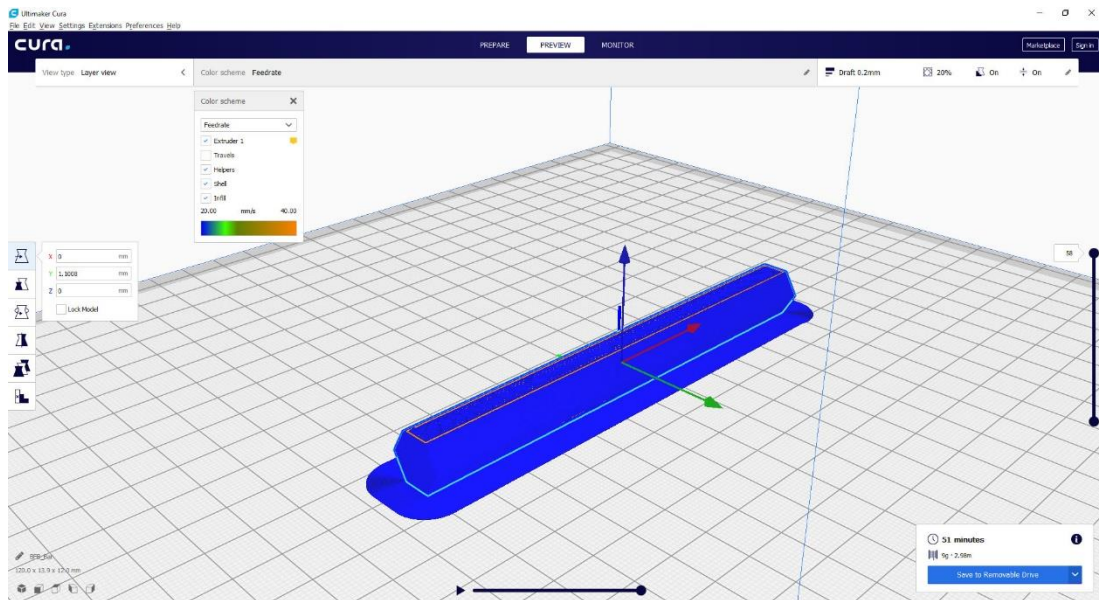 Ultimaker Cura
File Edit View Settings Extensions Preferences Help
cura.
PREPARE PREVIEW MONITOR
Marketplace Sign in
View type Layer view
Color scheme Feedrate
Draft 0.2mm 20% On On
Color scheme
Feedrate
Extruder 1
Travels
Helpers
Shell
Infill
20.00 mm/s 40.00
X 0 mm
Y 1.1008 mm
Z 0 mm
Lock Model
58
51 minutes
9g · 2.98m
Save to Removable Drive